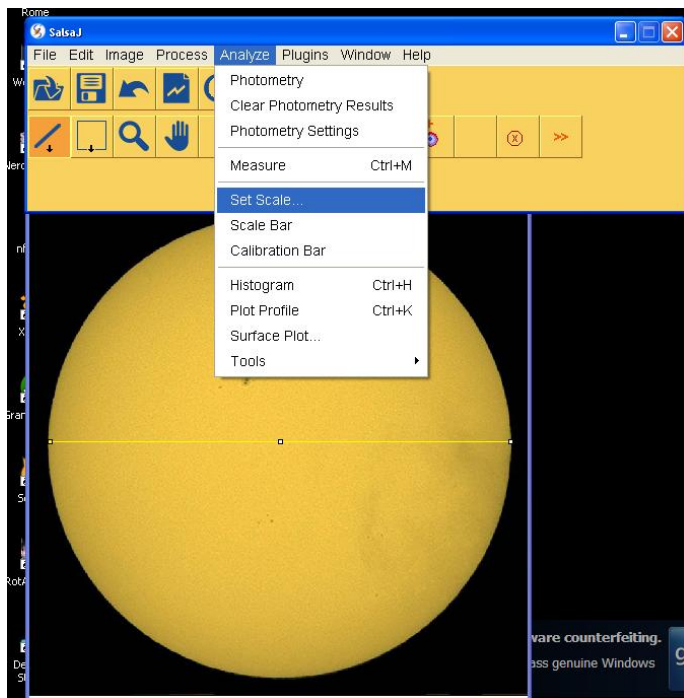 Rome
SalsaJ
File Edit Image Process Analyze Plugins Window Help
Photometry
Clear Photometry Results
Photometry Settings
Measure Ctrl+M
Set Scale...
Scale Bar
Calibration Bar
Histogram Ctrl+H
Plot Profile Ctrl+K
Surface Plot...
Tools
>>
ware counterfeiting.
ass genuine Windows